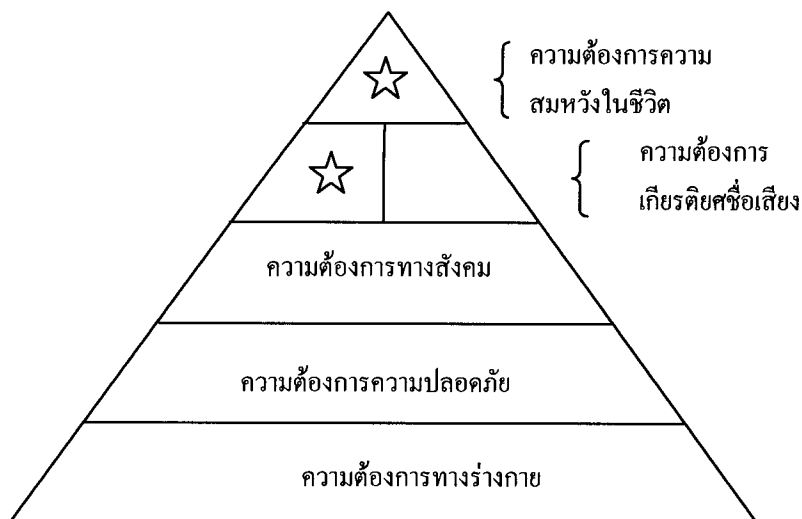 ความต้องการความ
สมหวังในชีวิต
ความต้องการ
เกียรติยศชื่อเสียง
ความต้องการทางสังคม
ความต้องการความปลอดภัย
ความต้องการทางร่างกาย